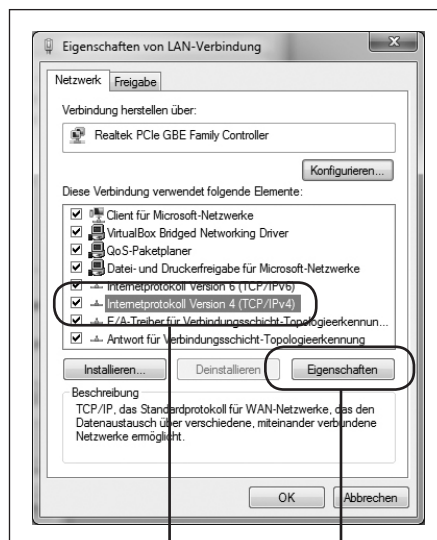 Eigenschaften von LAN-Verbindung
Netzwerk Freigabe
Verbindung herstellen über:
Realtek PCIe GBE Family Controller
Konfigurieren...
Diese Verbindung verwendet folgende Elemente:
Client für Microsoft-Netzwerke
VirtualBox Bridged Networking Driver
QoS-Paketplaner
Datei- und Druckerfreigabe für Microsoft-Netzwerke
Internetprotokoll Version 6 (TCP/IPv6)
Internetprotokoll Version 4 (TCP/IPv4)
E/A-Treiber für Verbindungsschicht-Topologieerkennun...
Antwort für Verbindungsschicht-Topologieerkennung
Installieren... Deinstallieren Eigenschaften
Beschreibung
TCP/IP, das Standardprotokoll für WAN-Netzwerke, das den
Datenaustausch über verschiedene, miteinander verbundene
Netzwerke ermöglicht.
OK Abbrechen